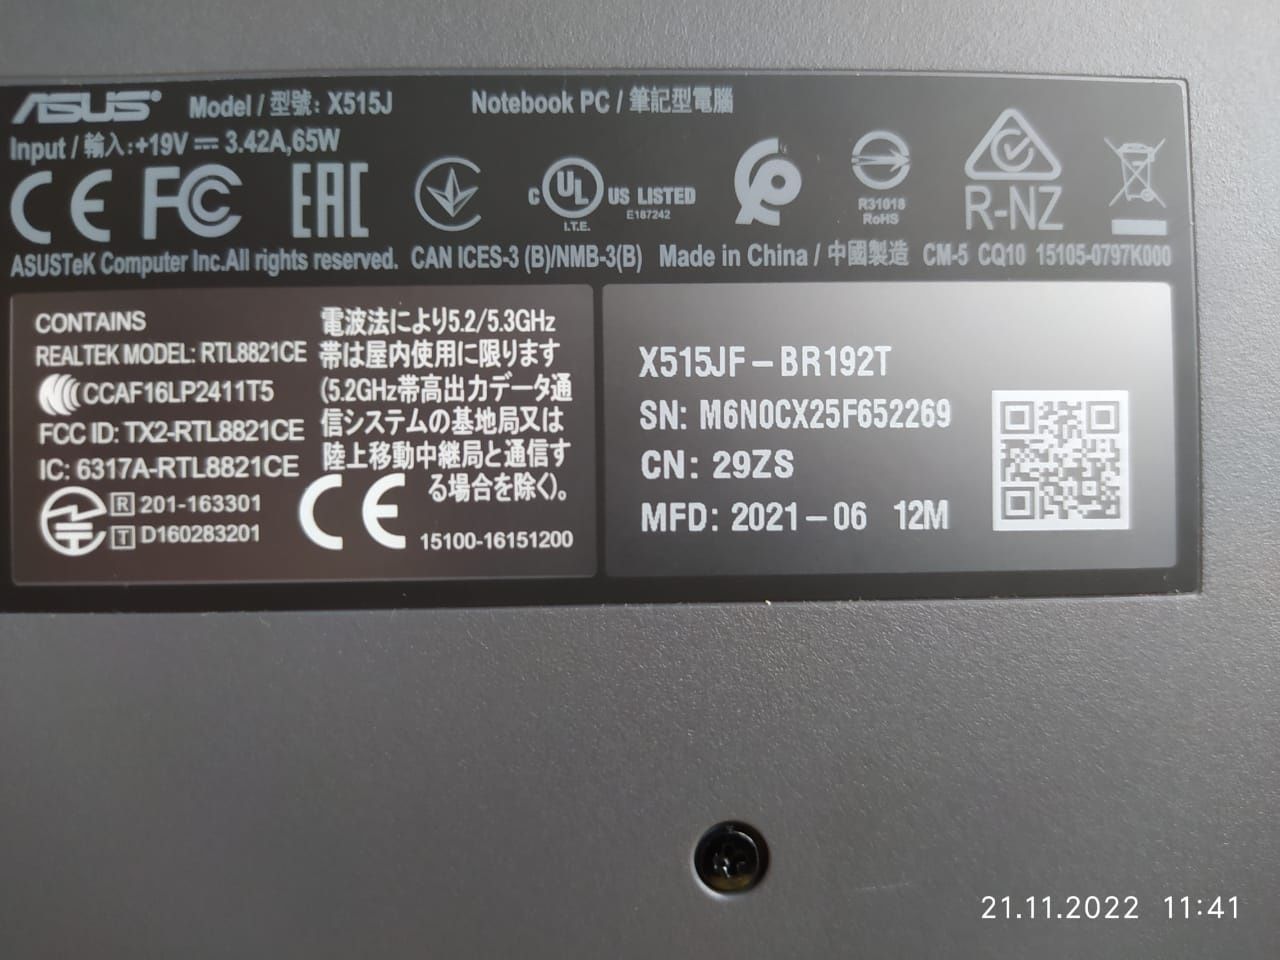 ASUS Model / 型號: X515J Notebook PC / 筆記型電腦
Input / 輸入: +19V ⎓ 3.42A, 65W
CE FC EAC
C UL US LISTED
I.T.E. E187242
R31018
RoHS
R-NZ
ASUSTeK Computer Inc.All rights reserved. CAN ICES-3 (B)/NMB-3(B) Made in China / 中國製造 CM-5 CQ10 15105-0797K000
CONTAINS
REALTEK MODEL: RTL8821CE
CCAF16LP2411T5
FCC ID: TX2-RTL8821CE
IC: 6317A-RTL8821CE
R 201-163301
T D160283201
電波法により5.2/5.3GHz
帯は屋内使用に限ります
(5.2GHz帯高出力データ通
信システムの基地局又は
陸上移動中継局と通信す
る場合を除く)。
CE 15100-16151200
X515JF-BR192T
SN: M6N0CX25F652269
CN: 29ZS
MFD: 2021-06 12M
21.11.2022 11:41